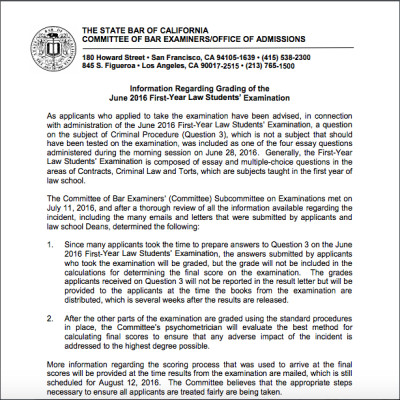 THE STATE BAR OF CALIFORNIA
COMMITTEE OF BAR EXAMINERS/OFFICE OF ADMISSIONS
180 Howard Street • San Francisco, CA 94105-1639 • (415) 538-2300
845 S. Figueroa • Los Angeles, CA 90017-2515 • (213) 765-1500
Information Regarding Grading of the
June 2016 First-Year Law Students' Examination
As applicants who applied to take the examination have been advised, in connection
with administration of the June 2016 First-Year Law Students' Examination, a question
on the subject of Criminal Procedure (Question 3), which is not a subject that should
have been tested on the examination, was included as one of the four essay questions
administered during the morning session on June 28, 2016. Generally, the First-Year
Law Students' Examination is composed of essay and multiple-choice questions in the
areas of Contracts, Criminal Law and Torts, which are subjects taught in the first year of
law school.
The Committee of Bar Examiners' (Committee) Subcommittee on Examinations met on
July 11, 2016, and after a thorough review of all the information available regarding the
incident, including the many emails and letters that were submitted by applicants and
law school Deans, determined the following:
1. Since many applicants took the time to prepare answers to Question 3 on the June
2016 First-Year Law Students' Examination, the answers submitted by applicants
who took the examination will be graded, but the grade will not be included in the
calculations for determining the final score on the examination. The grades
applicants received on Question 3 will not be reported in the result letter but will be
provided to the applicants at the time the books from the examination are
distributed, which is several weeks after the results are released.
2. After the other parts of the examination are graded using the standard procedures
in place, the Committee's psychometrician will evaluate the best method for
calculating final scores to ensure that any adverse impact of the incident is
addressed to the highest degree possible.
More information regarding the scoring process that was used to arrive at the final
scores will be provided at the time results from the examination are mailed, which is still
scheduled for August 12, 2016. The Committee believes that the appropriate steps
necessary to ensure all applicants are treated fairly are being taken.